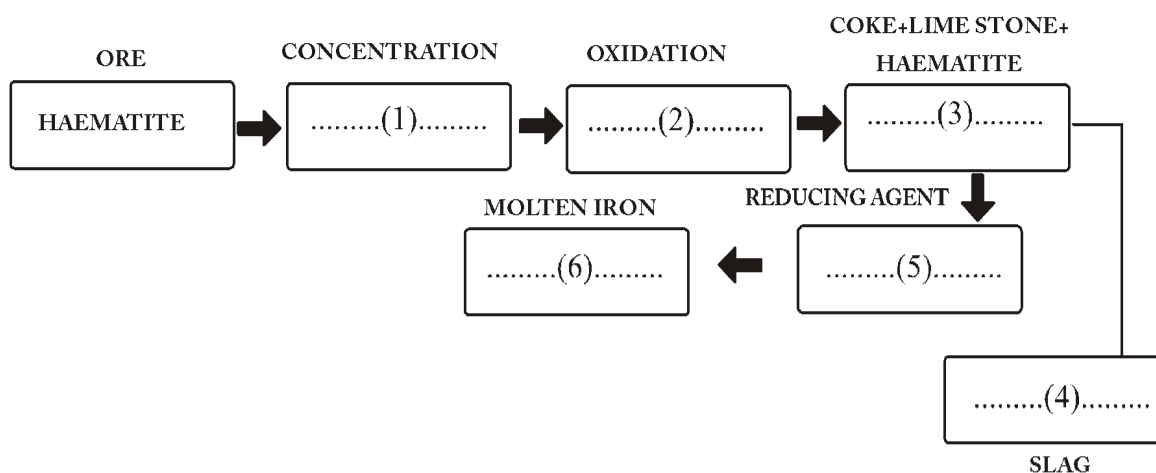 ORE
CONCENTRATION
OXIDATION
COKE+LIME STONE+
HAEMATITE
HAEMATITE
.........(1).........
.........(2).........
.........(3).........
MOLTEN IRON
REDUCING AGENT
.........(6).........
.........(5).........
.........(4).........
SLAG